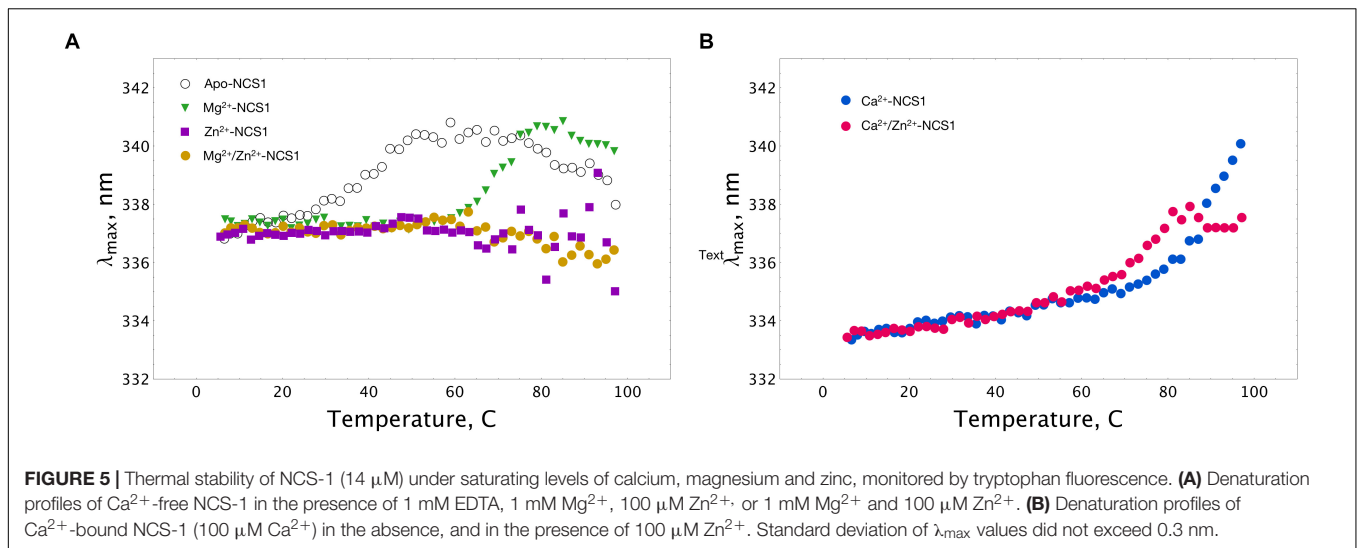 A
B
342
340
338
336
334
332
λmax, nm
Apo-NCS1
Mg²⁺-NCS1
Zn²⁺-NCS1
Mg²⁺/Zn²⁺-NCS1
0 20 40 60 80 100
Temperature, C
342
340
338
336
334
332
Text
λmax, nm
Ca²⁺-NCS1
Ca²⁺/Zn²⁺-NCS1
0 20 40 60 80 100
Temperature, C
FIGURE 5 | Thermal stability of NCS-1 (14 μM) under saturating levels of calcium, magnesium and zinc, monitored by tryptophan fluorescence. (A) Denaturation
profiles of Ca²⁺-free NCS-1 in the presence of 1 mM EDTA, 1 mM Mg²⁺, 100 μM Zn²⁺, or 1 mM Mg²⁺ and 100 μM Zn²⁺. (B) Denaturation profiles of
Ca²⁺-bound NCS-1 (100 μM Ca²⁺) in the absence, and in the presence of 100 μM Zn²⁺. Standard deviation of λmax values did not exceed 0.3 nm.